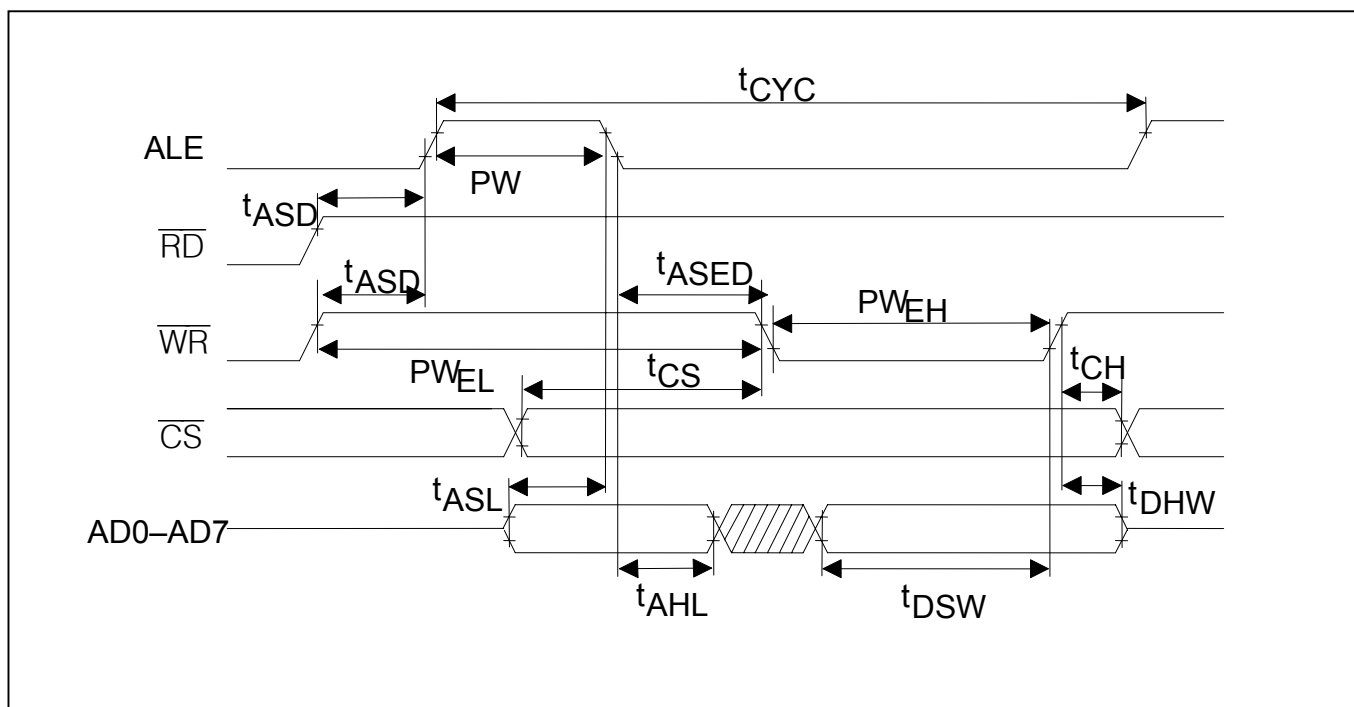 tCYC
ALE
PW
tASD
RD
tASD
tASED
PWEH
WR
PWEL
tCS
tCH
CS
tASL
tDHW
AD0–AD7
tAHL
tDSW